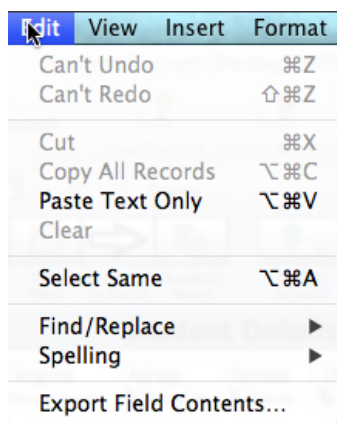 Edit View Insert Format
Can't Undo ⌘Z
Can't Redo ⇧⌘Z
Cut ⌘X
Copy All Records ⌥⌘C
Paste Text Only ⌥⌘V
Clear
Select Same ⌥⌘A
Find/Replace ▶
Spelling ▶
Export Field Contents...